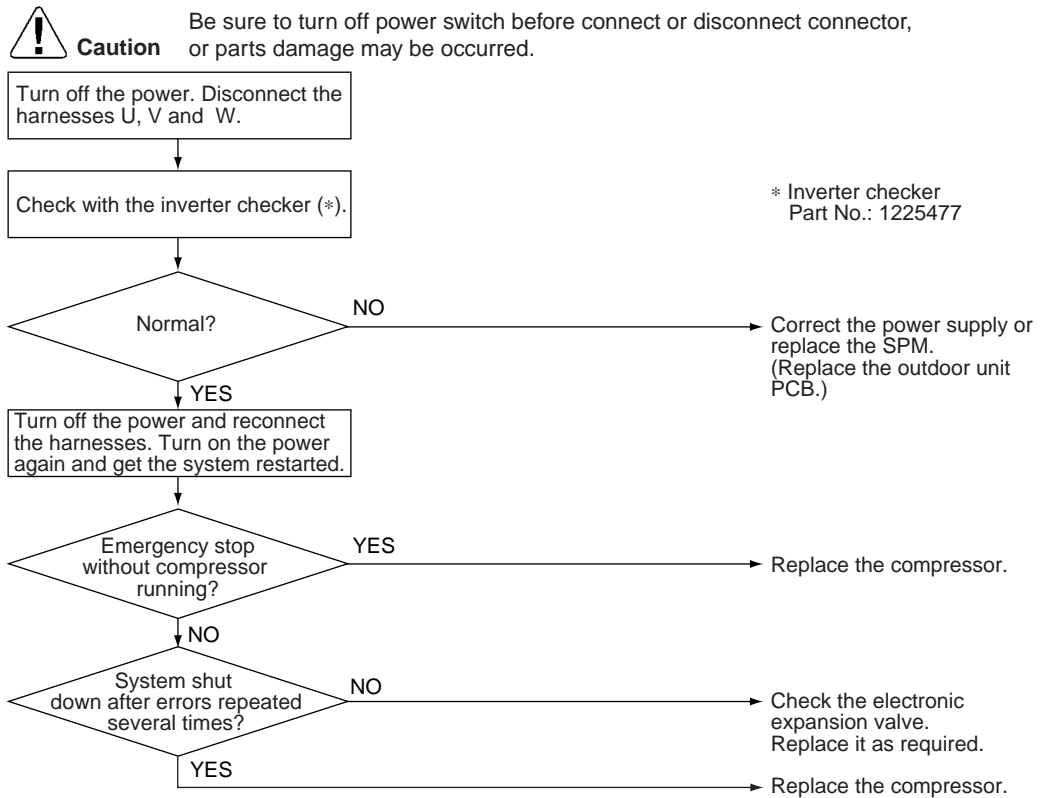 Be sure to turn off power switch before connect or disconnect connector,
Caution or parts damage may be occurred.
Turn off the power. Disconnect the
harnesses U, V and W.
Check with the inverter checker (∗).
∗ Inverter checker
Part No.: 1225477
Normal?
NO
Correct the power supply or
replace the SPM.
(Replace the outdoor unit
PCB.)
YES
Turn off the power and reconnect
the harnesses. Turn on the power
again and get the system restarted.
Emergency stop
without compressor
running?
YES
Replace the compressor.
NO
System shut
down after errors repeated
several times?
NO
Check the electronic
expansion valve.
Replace it as required.
YES
Replace the compressor.